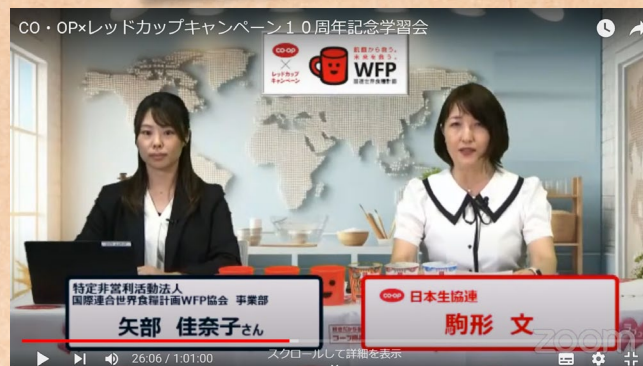 CO・OP×レッドカップキャンペーン１０周年記念学習会
CO・OP
×
レッドカップ
キャンペーン
飢餓から救う。
未来を救う。
WFP
国連世界食糧計画
特定非営利活動法人
国際連合世界食糧計画WFP協会 事業部
矢部 佳奈子さん
CO・OP 日本生協連
駒形 文
zoom
26:06 / 1:01:00
スクロールして詳細を表示